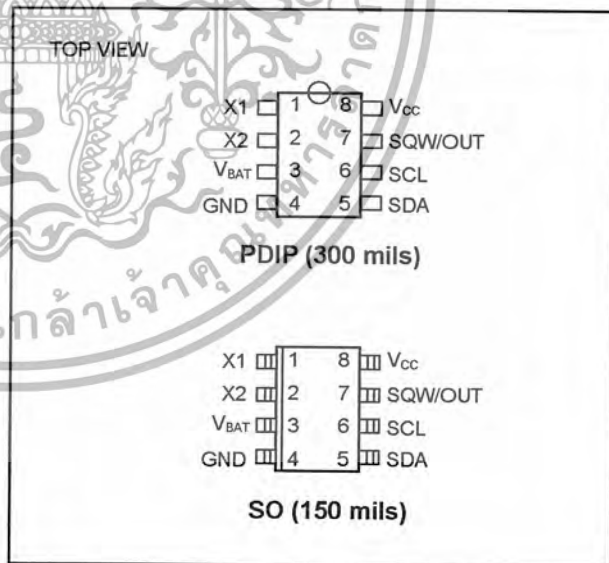 TOP VIEW
X1 1 8 VCC
X2 2 7 SQW/OUT
VBAT 3 6 SCL
GND 4 5 SDA
PDIP (300 mils)
X1 1 8 VCC
X2 2 7 SQW/OUT
VBAT 3 6 SCL
GND 4 5 SDA
SO (150 mils)